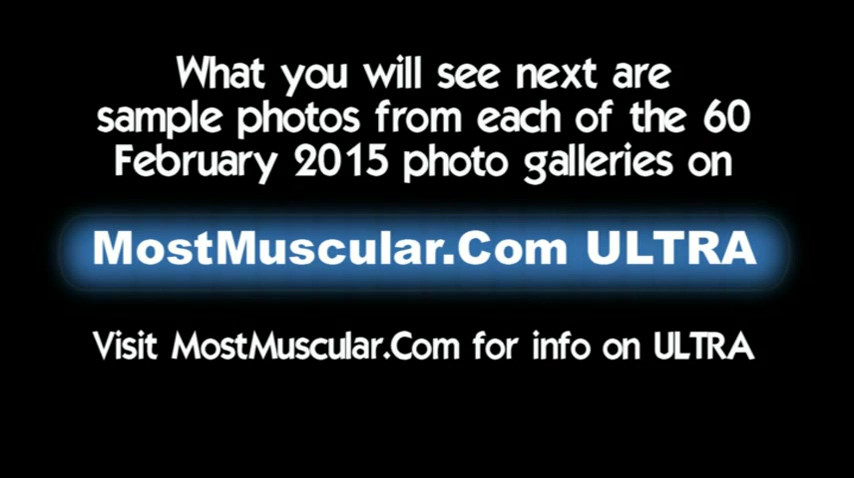 What you will see next are
sample photos from each of the 60
February 2015 photo galleries on
MostMuscular.Com ULTRA
Visit MostMuscular.Com for info on ULTRA